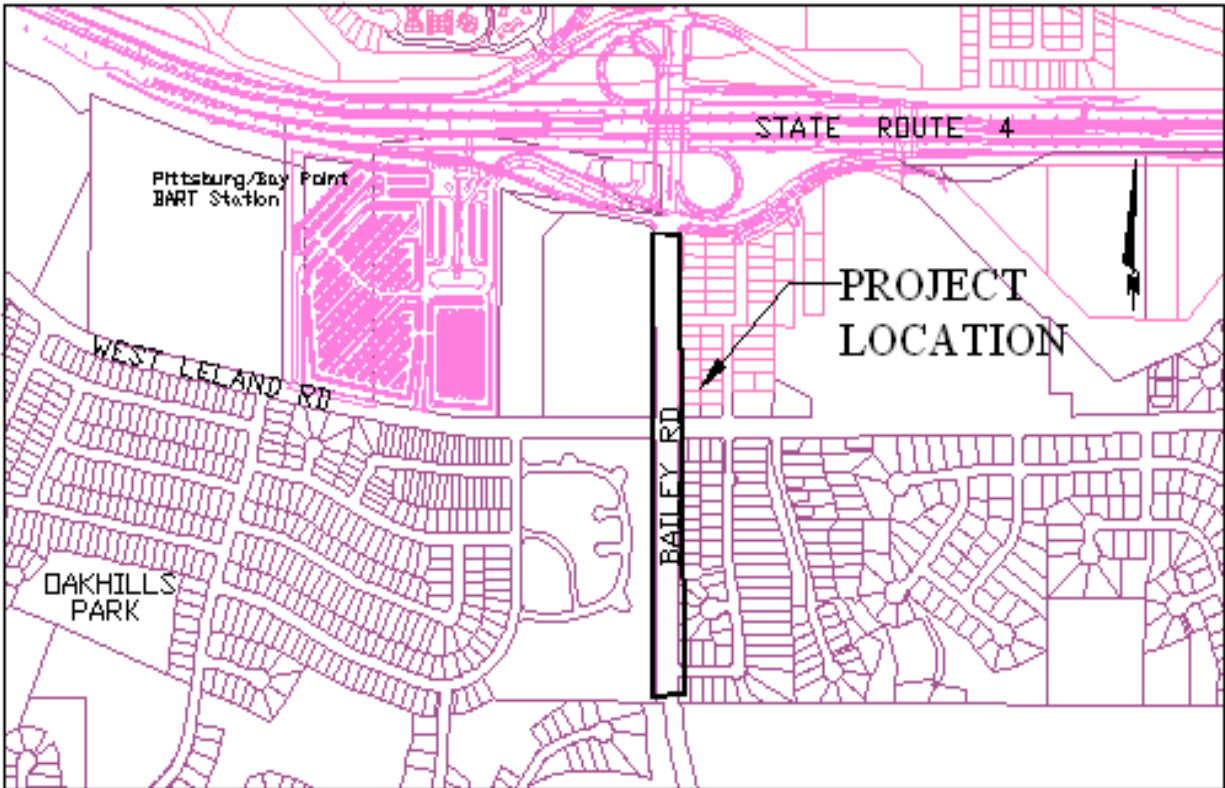 STATE ROUTE 4
Pittsburg/Bay Point
BART Station
PROJECT
LOCATION
WEST LELAND RD
BAILEY RD
OAKHILLS
PARK